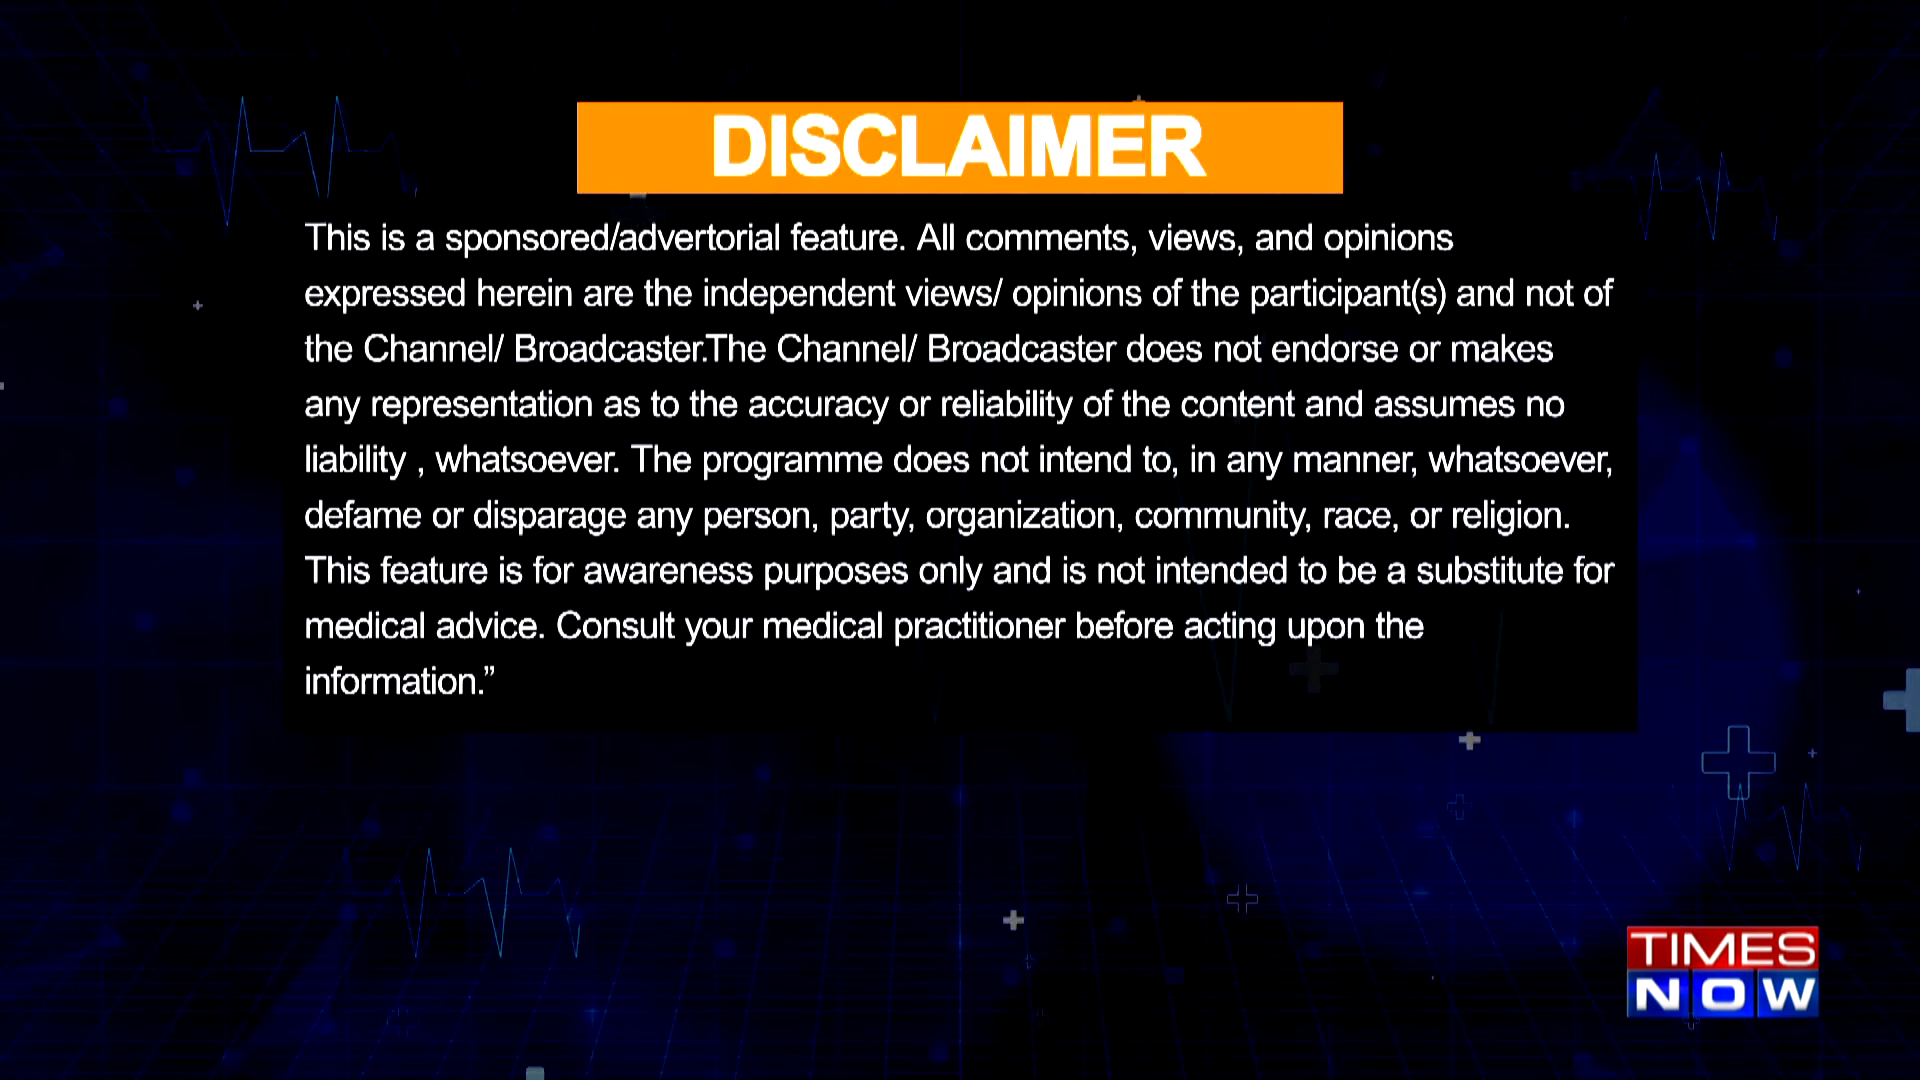 DISCLAIMER
This is a sponsored/advertorial feature. All comments, views, and opinions
expressed herein are the independent views/ opinions of the participant(s) and not of
the Channel/ Broadcaster.The Channel/ Broadcaster does not endorse or makes
any representation as to the accuracy or reliability of the content and assumes no
liability , whatsoever. The programme does not intend to, in any manner, whatsoever,
defame or disparage any person, party, organization, community, race, or religion.
This feature is for awareness purposes only and is not intended to be a substitute for
medical advice. Consult your medical practitioner before acting upon the
information.”
TIMES
NOW